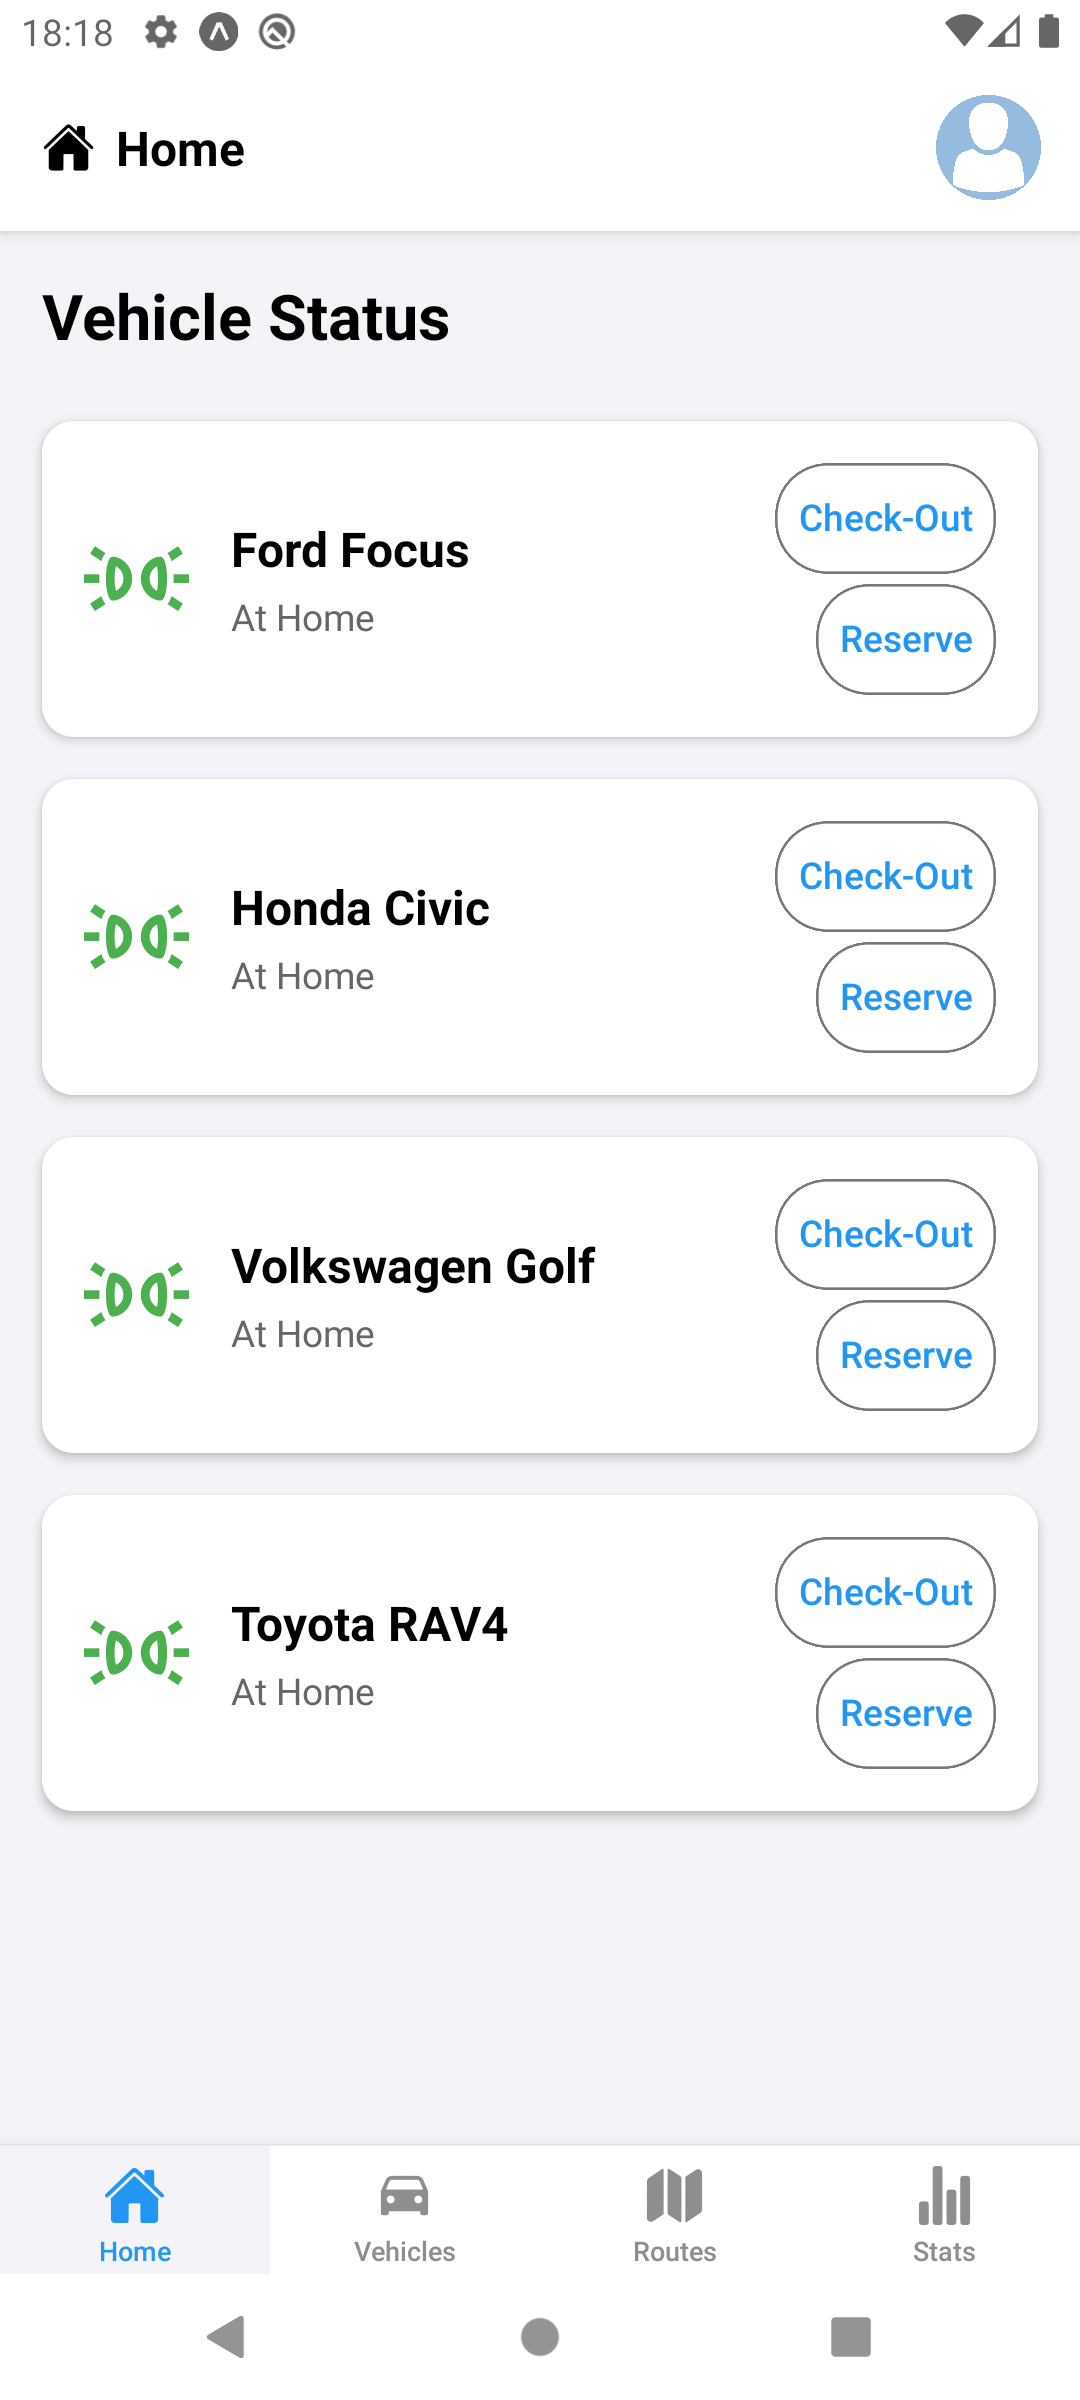 18:18
Home
Vehicle Status
Check-Out
Ford Focus
At Home
Reserve
Check-Out
Honda Civic
At Home
Reserve
Check-Out
Volkswagen Golf
At Home
Reserve
Check-Out
Toyota RAV4
At Home
Reserve
Home
Vehicles
Routes
Stats